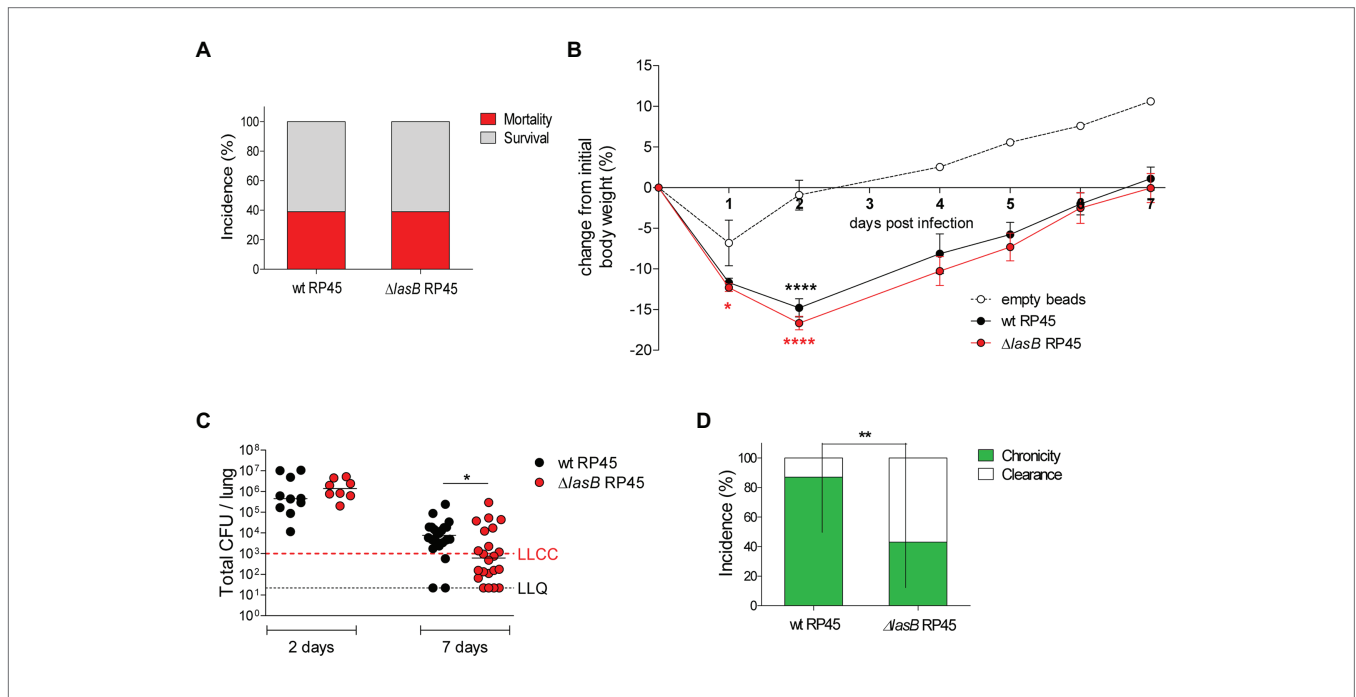 A
Mortality
Survival
Incidence (%)
100
80
60
40
20
0
wt RP45
ΔlasB RP45
B
change from initial
body weight (%)
15
10
5
0
-5
-10
-15
-20
1 2 3 4 5 6 7
days post infection
****
*
****
empty beads
wt RP45
ΔlasB RP45
C
Total CFU / lung
10⁸
10⁷
10⁶
10⁵
10⁴
10³
10²
10¹
10⁰
wt RP45
ΔlasB RP45
*
LLCC
LLQ
2 days
7 days
D
**
Chronicity
Clearance
Incidence (%)
100
80
60
40
20
0
wt RP45
ΔlasB RP45